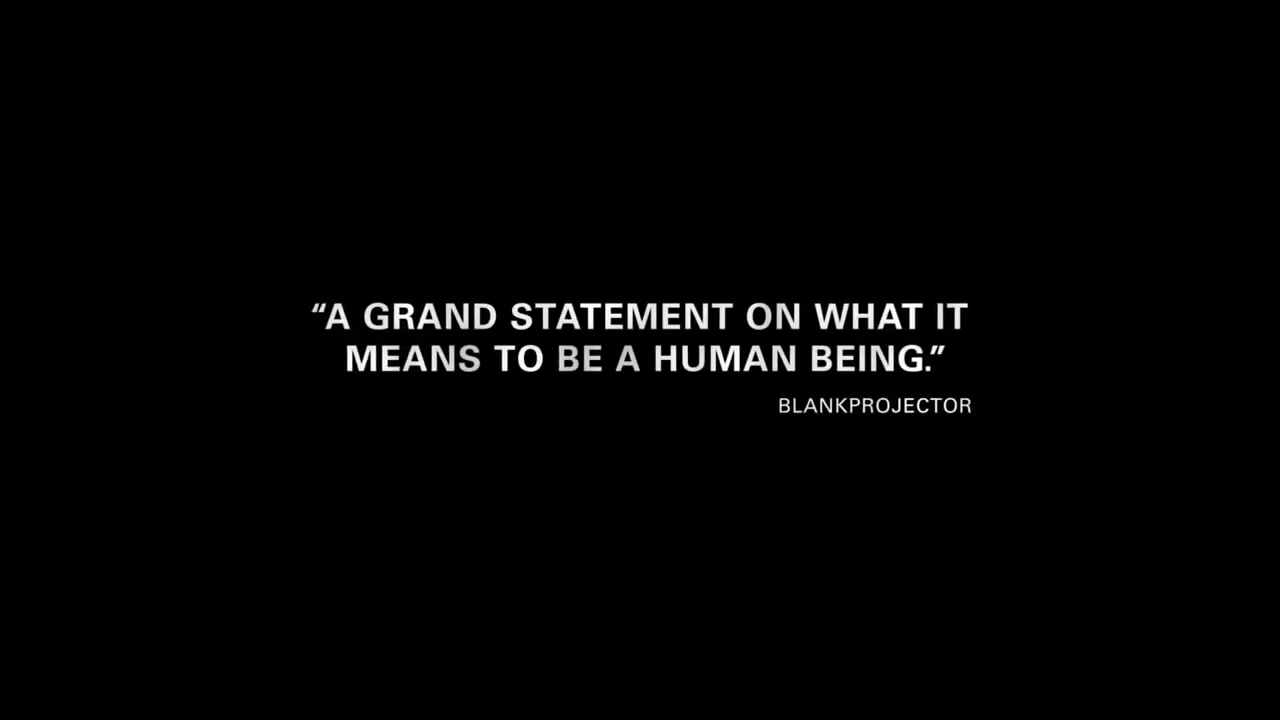 “A GRAND STATEMENT ON WHAT IT
MEANS TO BE A HUMAN BEING.”
BLANKPROJECTOR